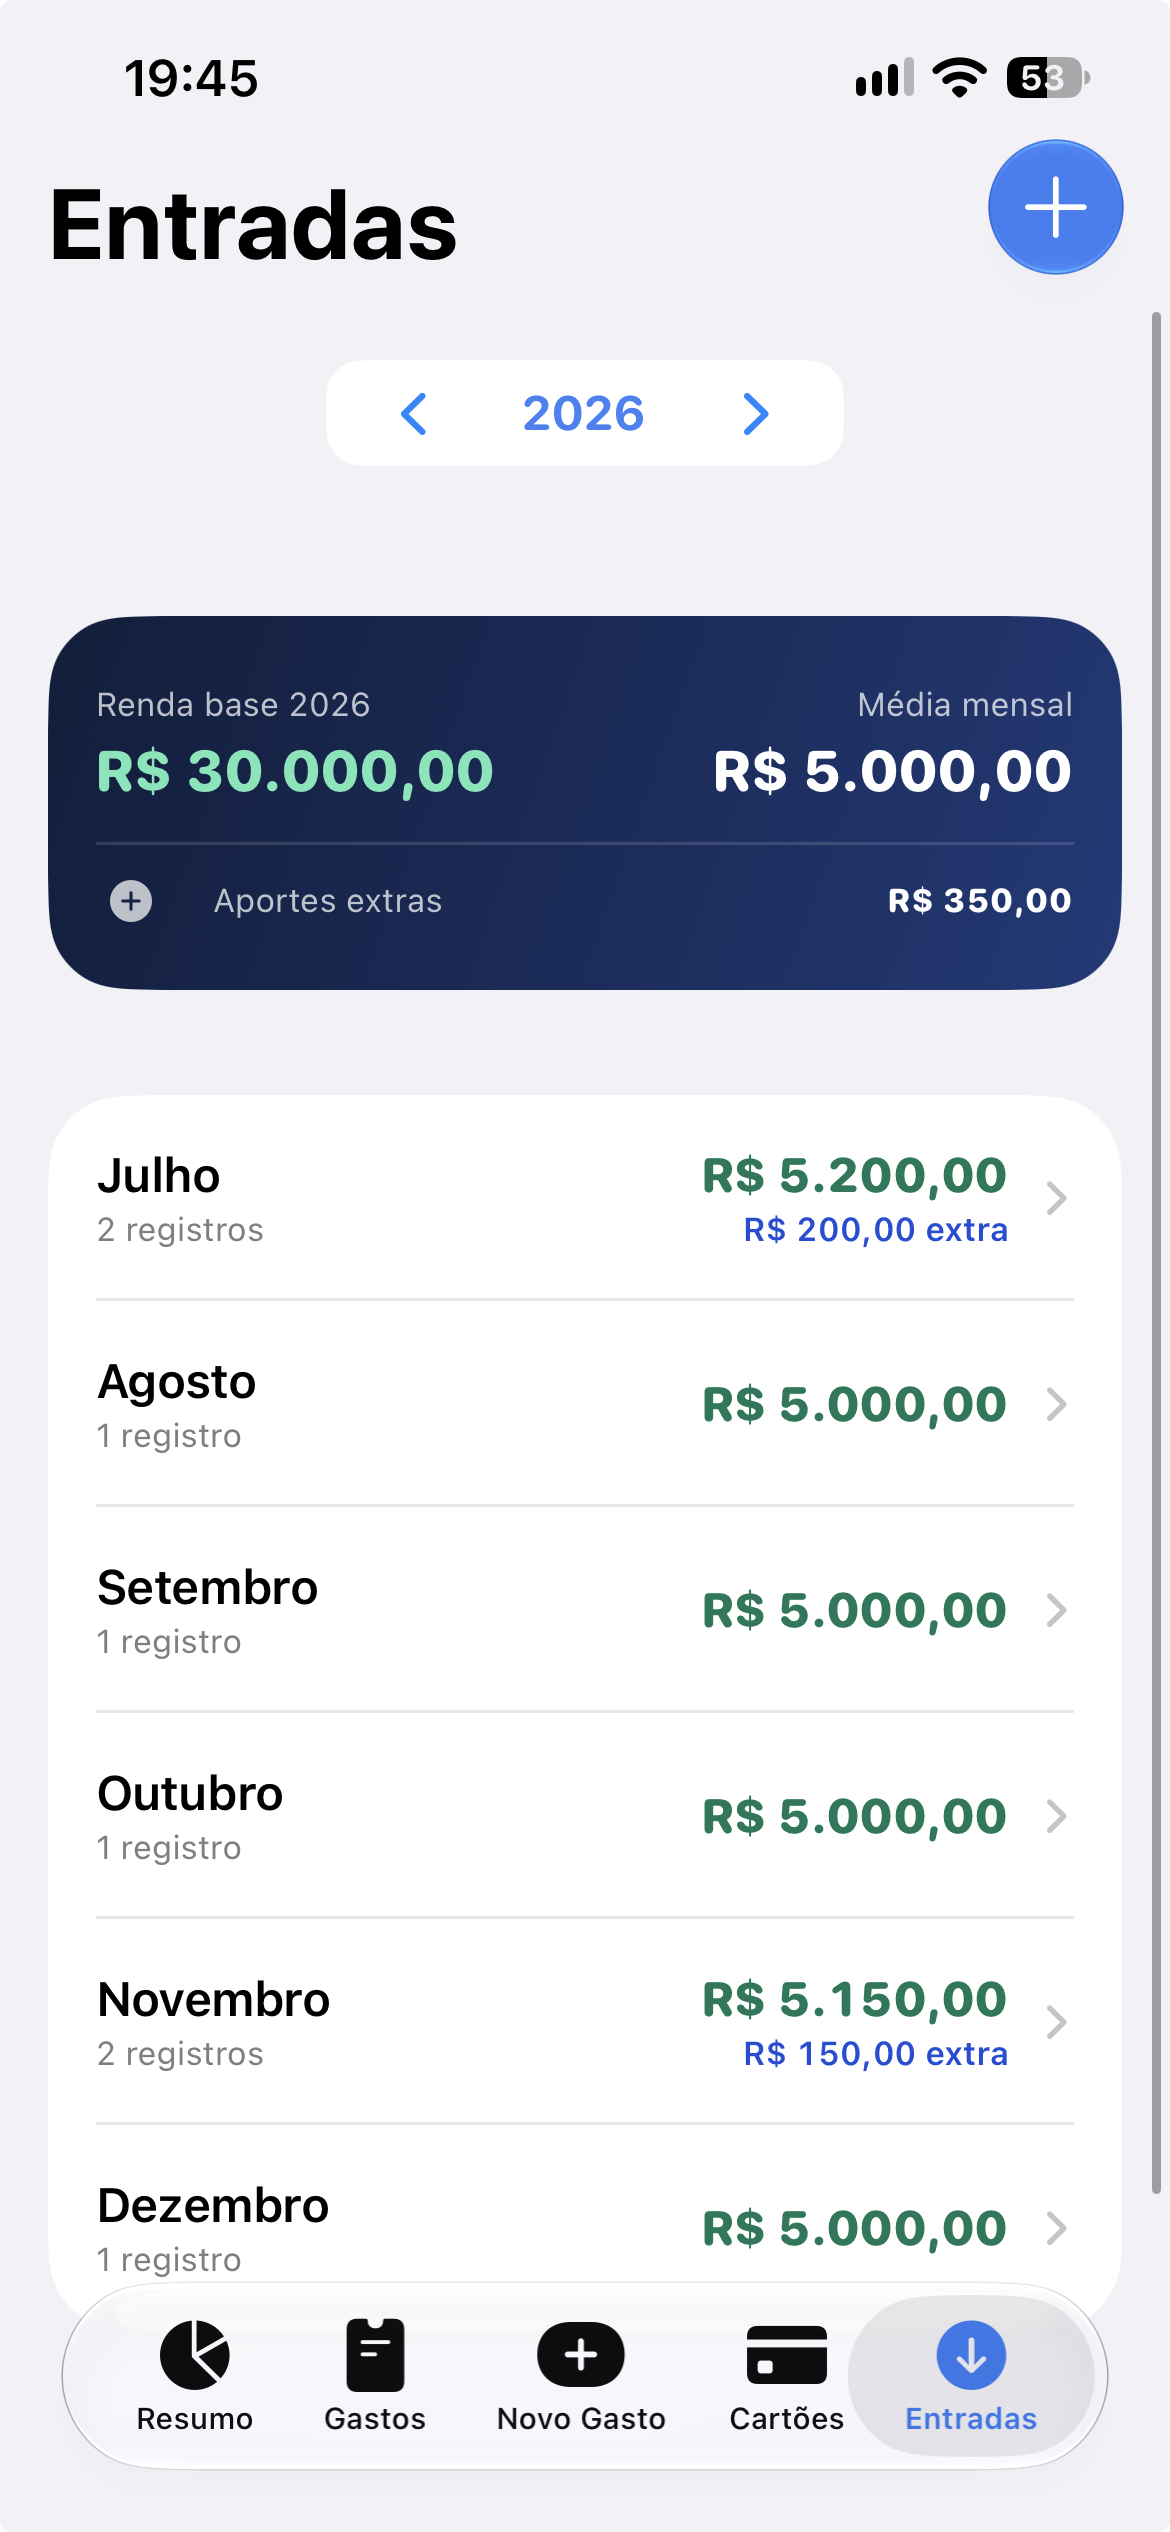 19:45
53
Entradas
2026
Renda base 2026
Média mensal
R$ 30.000,00
R$ 5.000,00
Aportes extras
R$ 350,00
Julho
R$ 5.200,00
2 registros
R$ 200,00 extra
Agosto
R$ 5.000,00
1 registro
Setembro
R$ 5.000,00
1 registro
Outubro
R$ 5.000,00
1 registro
Novembro
R$ 5.150,00
2 registros
R$ 150,00 extra
Dezembro
R$ 5.000,00
1 registro
Resumo
Gastos
Novo Gasto
Cartões
Entradas